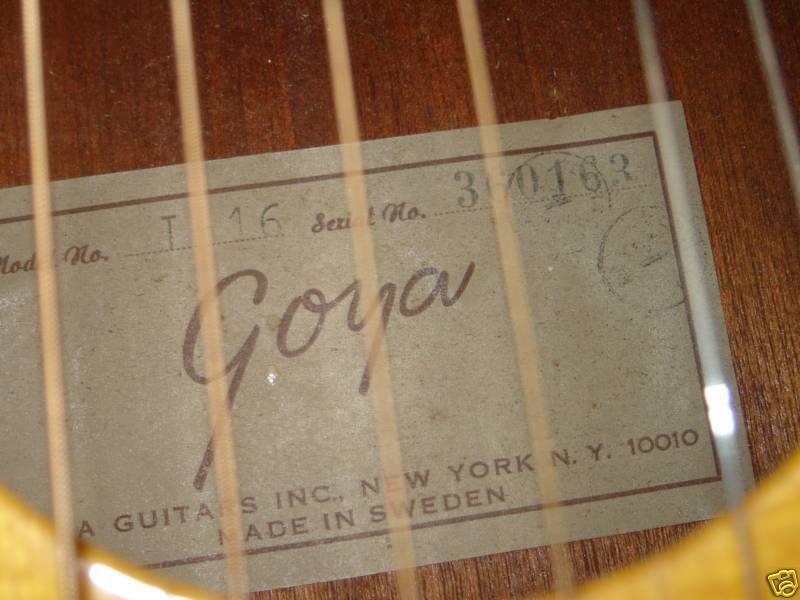 Model No. T 16 Serial No. 360163
Goya
A GUITARS INC., NEW YORK N. Y. 10010
MADE IN SWEDEN